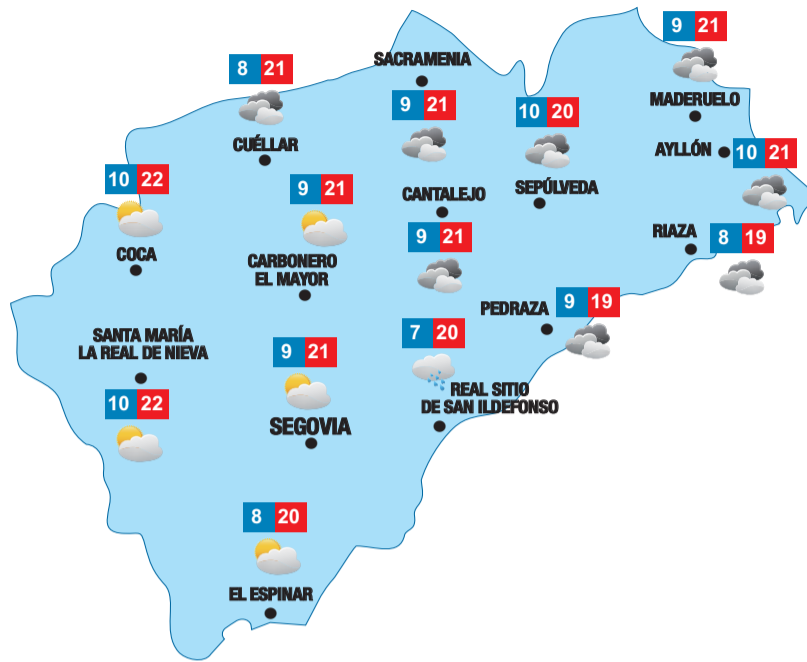 9 21
MADERUELO
SACRAMENIA
9 21
8 21
CUÉLLAR
10 20
SEPÚLVEDA
AYLLÓN
10 21
10 22
COCA
9 21
CARBONERO
EL MAYOR
CANTALEJO
9 21
RIAZA
8 19
PEDRAZA
9 19
SANTA MARÍA
LA REAL DE NIEVA
10 22
9 21
SEGOVIA
7 20
REAL SITIO
DE SAN ILDEFONSO
8 20
EL ESPINAR